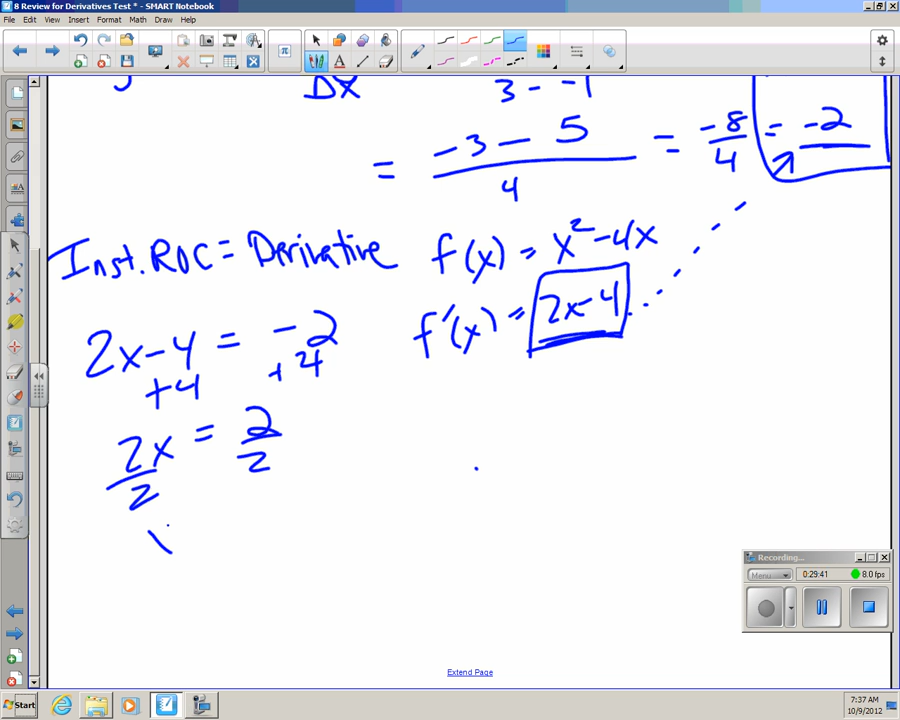 8 Review for Derivatives Test * - SMART Notebook
File Edit View Insert Format Math Draw Help
Δx
3 - -1
= -3 - 5 / 4 = -8/4 = -2
Inst. ROC = Derivative f(x) = x² - 4x
f'(x) = 2x-4
2x-4 = -2
+4 +4
2x/2 = 2/2
Recording...
Menu 0:29:41 8.0 fps
Extend Page
Start
7:37 AM
10/9/2012